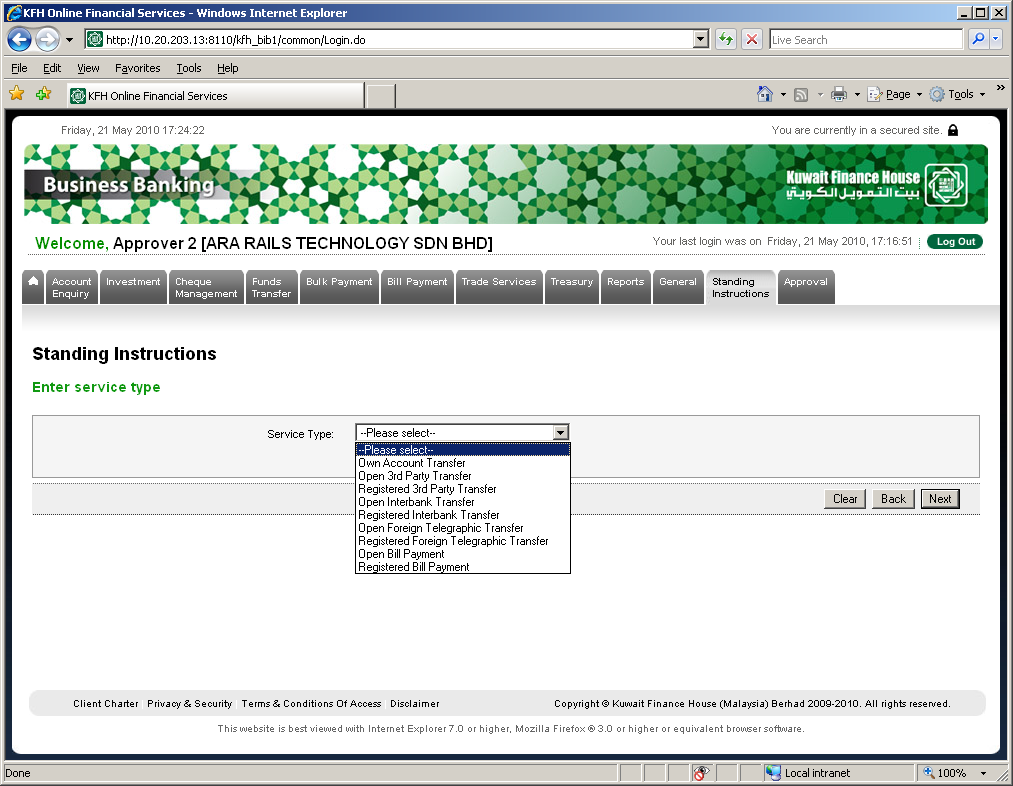 KFH Online Financial Services - Windows Internet Explorer
http://10.20.203.13:8110/kfh_bib1/common/Login.do
Live Search
File Edit View Favorites Tools Help
KFH Online Financial Services
Page Tools »
Friday, 21 May 2010 17:24:22
You are currently in a secured site.
Business Banking
Kuwait Finance House
بيت التمويل الكويتي
Welcome, Approver 2 [ARA RAILS TECHNOLOGY SDN BHD]
Your last login was on Friday, 21 May 2010, 17:16:51
Log Out
Account Enquiry
Investment
Cheque Management
Funds Transfer
Bulk Payment
Bill Payment
Trade Services
Treasury
Reports
General
Standing Instructions
Approval
Standing Instructions
Enter service type
Service Type: --Please select--
--Please select--
Own Account Transfer
Open 3rd Party Transfer
Registered 3rd Party Transfer
Open Interbank Transfer
Registered Interbank Transfer
Open Foreign Telegraphic Transfer
Registered Foreign Telegraphic Transfer
Open Bill Payment
Registered Bill Payment
Clear Back Next
Client Charter Privacy & Security Terms & Conditions Of Access Disclaimer
Copyright © Kuwait Finance House (Malaysia) Berhad 2009-2010. All rights reserved.
This website is best viewed with Internet Explorer 7.0 or higher, Mozilla Firefox ® 3.0 or higher or equivalent browser software.
Done
Local intranet
100%